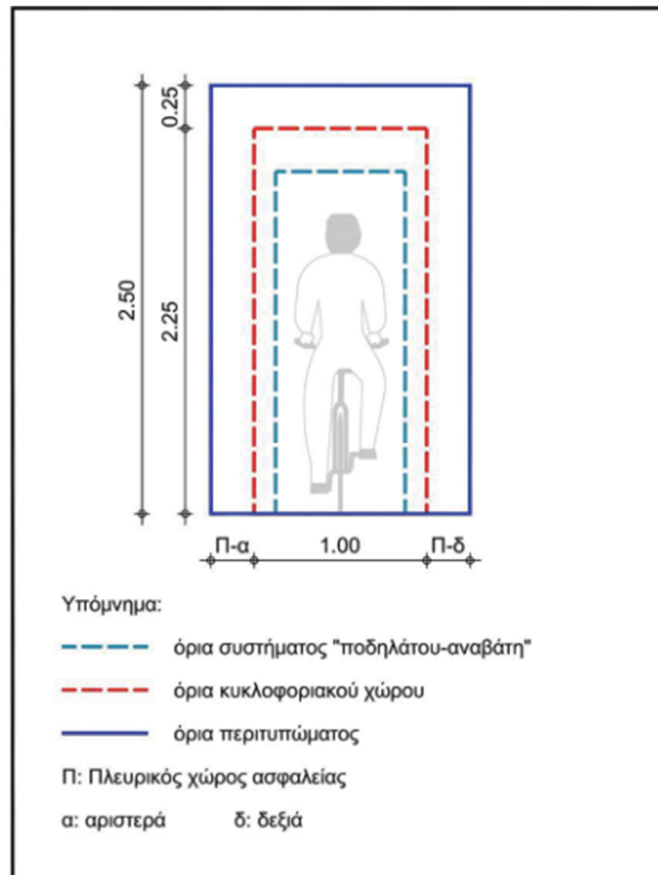 0.25
2.50
2.25
Π-α 1.00 Π-δ
Υπόμνημα:
όρια συστήματος "ποδηλάτου-αναβάτη"
όρια κυκλοφοριακού χώρου
όρια περιτυπώματος
Π: Πλευρικός χώρος ασφαλείας
α: αριστερά δ: δεξιά